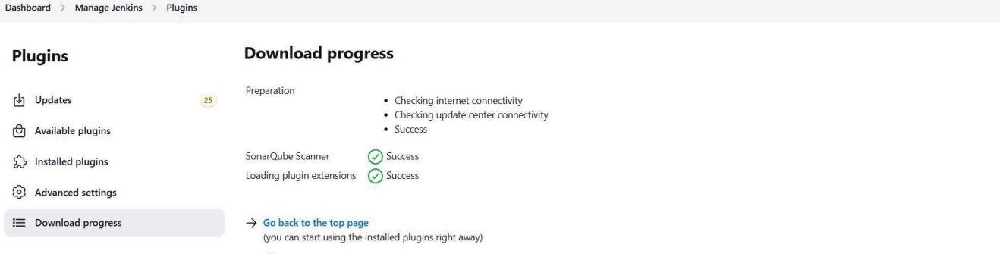 Dashboard > Manage Jenkins > Plugins
Plugins
Updates 25
Available plugins
Installed plugins
Advanced settings
Download progress
Download progress
Preparation
• Checking internet connectivity
• Checking update center connectivity
• Success
SonarQube Scanner Success
Loading plugin extensions Success
→ Go back to the top page
(you can start using the installed plugins right away)